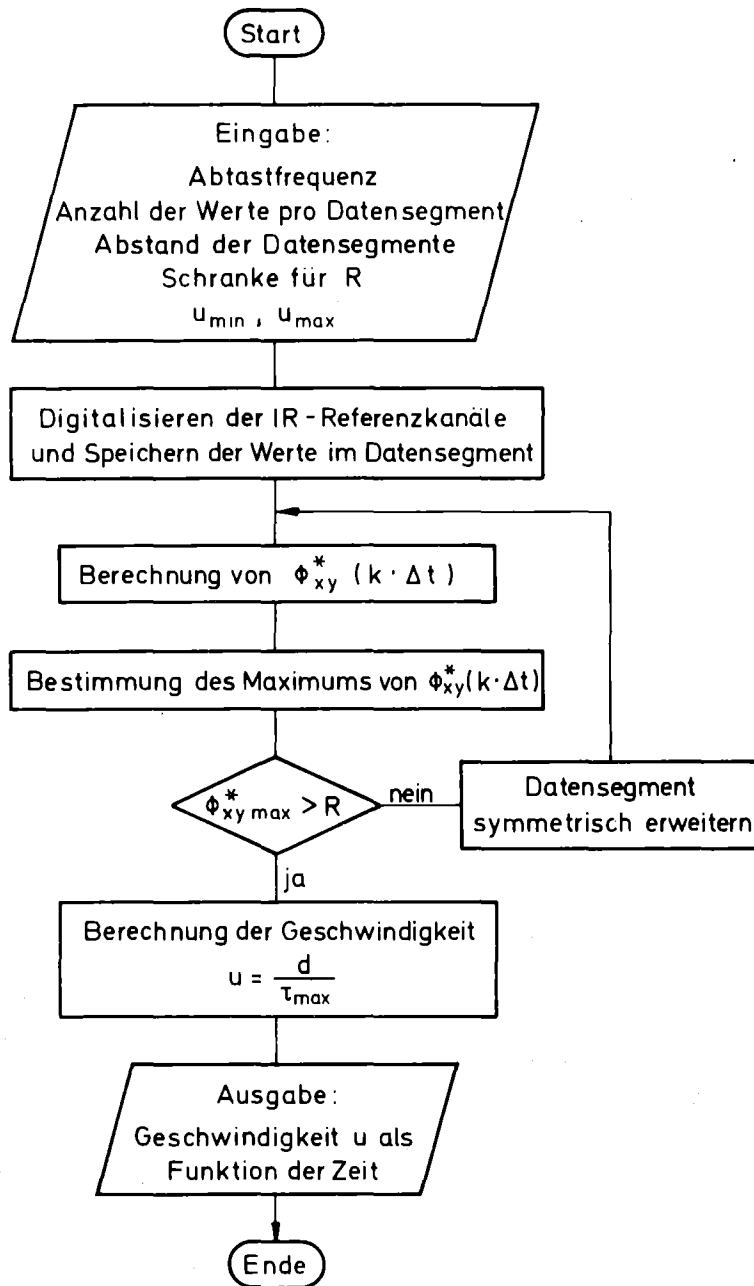 Start
Eingabe:
Abtastfrequenz
Anzahl der Werte pro Datensegment
Abstand der Datensegmente
Schranke für R
u_min , u_max
Digitalisieren der IR-Referenzkanäle
und Speichern der Werte im Datensegment
Berechnung von Φ*_xy (k · Δt)
Bestimmung des Maximums von Φ*_xy(k·Δt)
Φ*_xy max > R
nein
Datensegment
symmetrisch erweitern
ja
Berechnung der Geschwindigkeit
u = d / τ_max
Ausgabe:
Geschwindigkeit u als
Funktion der Zeit
Ende